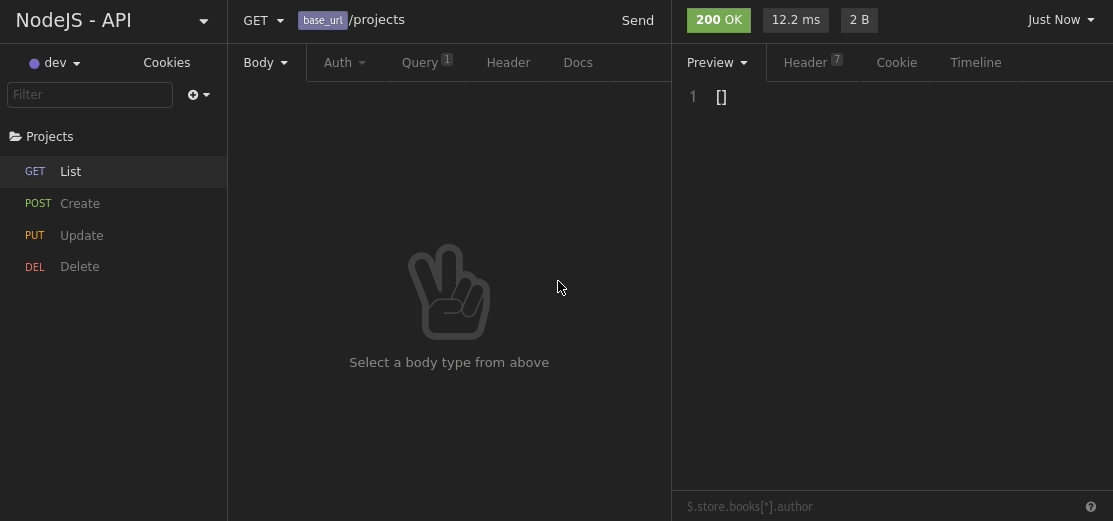 NodeJS - API
GET base_url/projects Send
200 OK 12.2 ms 2 B Just Now
dev Cookies
Body Auth Query 1 Header Docs
Preview Header 7 Cookie Timeline
Filter
1 []
Projects
GET List
POST Create
PUT Update
DEL Delete
Select a body type from above
$.store.books[*].author